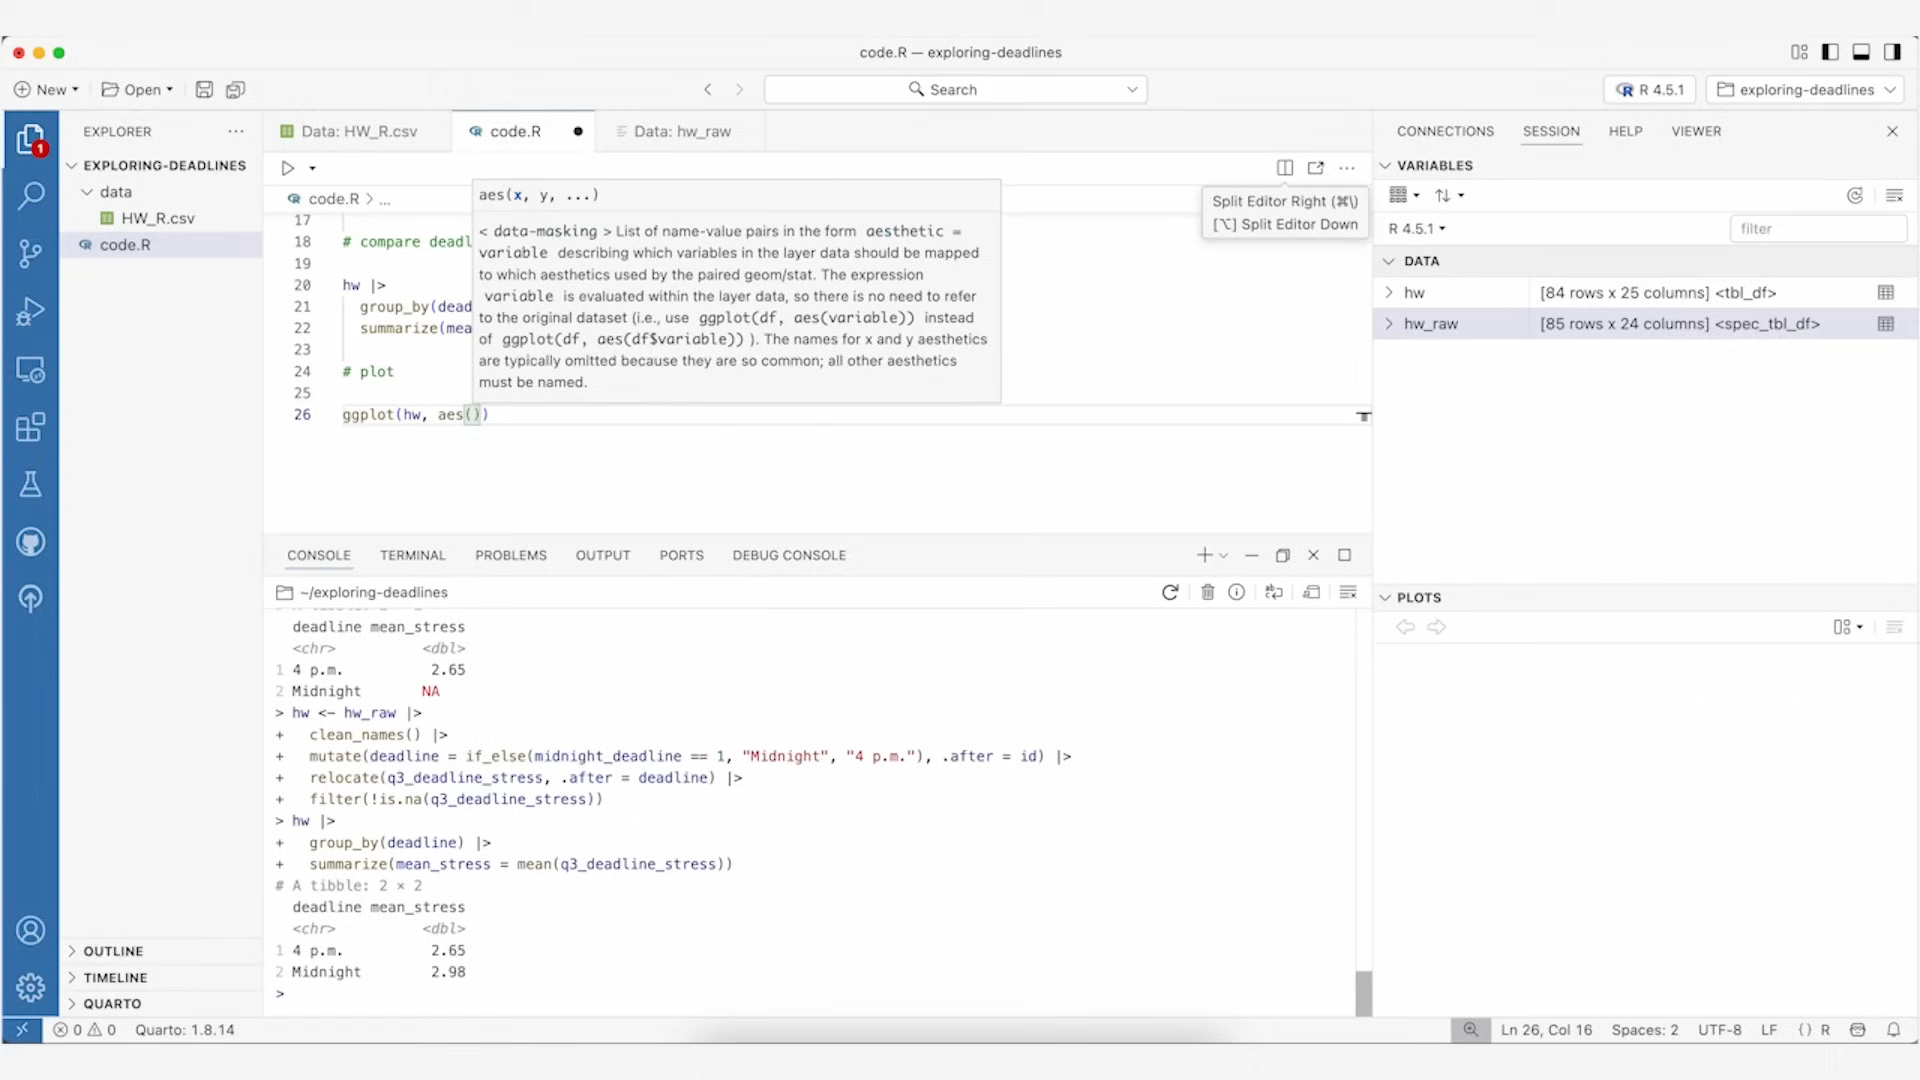 code.R — exploring-deadlines
New
Open
Search
R 4.5.1
exploring-deadlines
EXPLORER
Data: HW_R.csv
code.R
Data: hw_raw
CONNECTIONS
SESSION
HELP
VIEWER
1
EXPLORING-DEADLINES
data
HW_R.csv
code.R
code.R > ...
aes(x, y, ...)
< data-masking > List of name-value pairs in the form aesthetic =
variable describing which variables in the layer data should be mapped
to which aesthetics used by the paired geom/stat. The expression
variable is evaluated within the layer data, so there is no need to refer
to the original dataset (i.e., use ggplot(df, aes(variable)) instead
of ggplot(df, aes(df$variable)) ). The names for x and y aesthetics
are typically omitted because they are so common; all other aesthetics
must be named.
Split Editor Right (⌘\)
[⌥] Split Editor Down
17
18 # compare deadl
19
20 hw |>
21 group_by(dead
22 summarize(mea
23
24 # plot
25
26 ggplot(hw, aes())
VARIABLES
R 4.5.1
filter
DATA
hw [84 rows x 25 columns] <tbl_df>
hw_raw [85 rows x 24 columns] <spec_tbl_df>
PLOTS
CONSOLE
TERMINAL
PROBLEMS
OUTPUT
PORTS
DEBUG CONSOLE
~/exploring-deadlines
deadline mean_stress
<chr> <dbl>
1 4 p.m. 2.65
2 Midnight NA
> hw <- hw_raw |>
+ clean_names() |>
+ mutate(deadline = if_else(midnight_deadline == 1, "Midnight", "4 p.m."), .after = id) |>
+ relocate(q3_deadline_stress, .after = deadline) |>
+ filter(!is.na(q3_deadline_stress))
> hw |>
+ group_by(deadline) |>
+ summarize(mean_stress = mean(q3_deadline_stress))
# A tibble: 2 × 2
deadline mean_stress
<chr> <dbl>
1 4 p.m. 2.65
2 Midnight 2.98
>
OUTLINE
TIMELINE
QUARTO
0 0
Quarto: 1.8.14
Ln 26, Col 16
Spaces: 2
UTF-8
LF
{} R